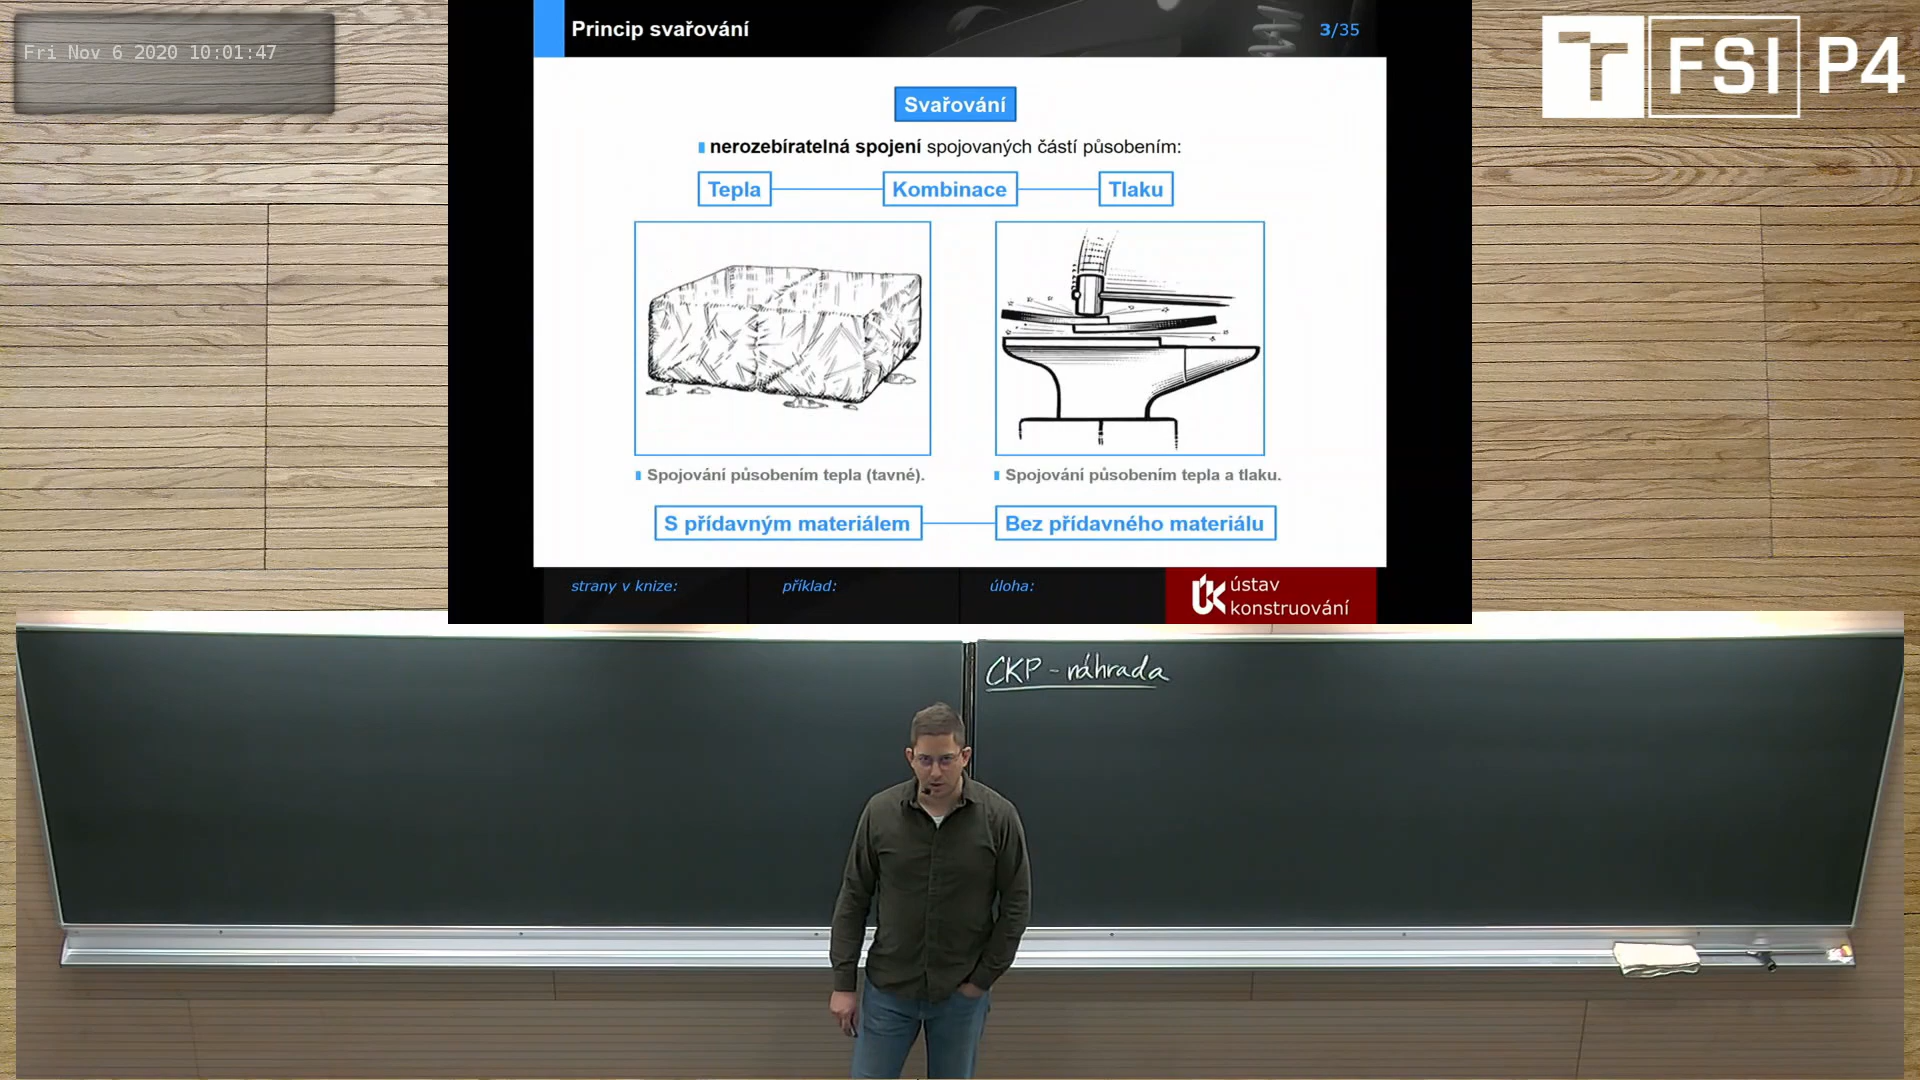 Fri Nov 6 2020 10:01:47
Princip svařování
3/35
T FSI P4
Svařování
nerozebíratelná spojení spojovaných částí působením:
Tepla
Kombinace
Tlaku
Spojování působením tepla (tavné).
Spojování působením tepla a tlaku.
S přídavným materiálem
Bez přídavného materiálu
strany v knize:
příklad:
úloha:
ÚK ústav
konstruování
CKP - náhrada